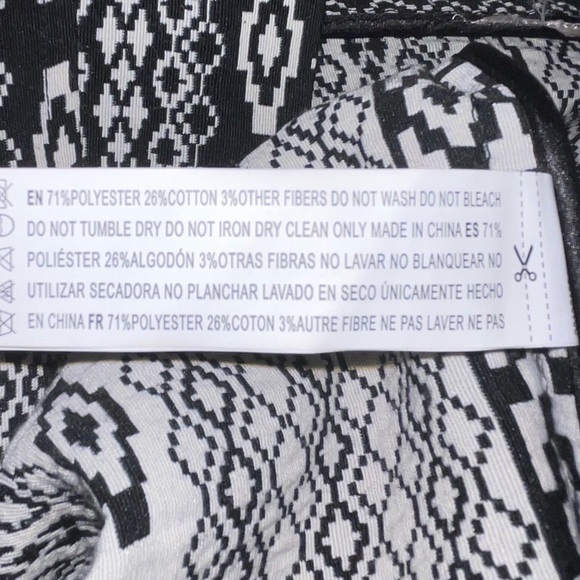 EN 71%POLYESTER 26%COTTON 3%OTHER FIBERS DO NOT WASH DO NOT BLEACH
DO NOT TUMBLE DRY DO NOT IRON DRY CLEAN ONLY MADE IN CHINA ES 71%
POLIÉSTER 26%ALGODÓN 3%OTRAS FIBRAS NO LAVAR NO BLANQUEAR NO
UTILIZAR SECADORA NO PLANCHAR LAVADO EN SECO ÚNICAMENTE HECHO
EN CHINA FR 71%POLYESTER 26%COTON 3%AUTRE FIBRE NE PAS LAVER NE PAS